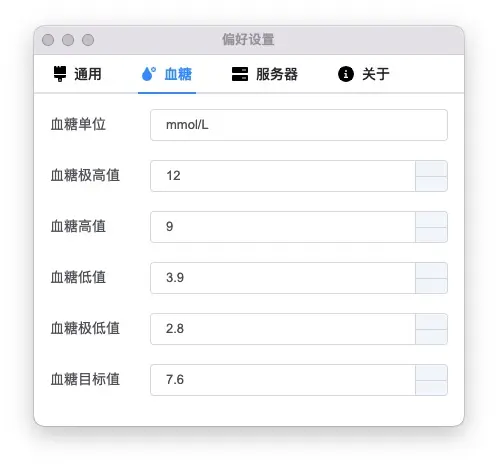 偏好设置
通用 血糖 服务器 关于
血糖单位 mmol/L
血糖极高值 12
血糖高值 9
血糖低值 3.9
血糖极低值 2.8
血糖目标值 7.6